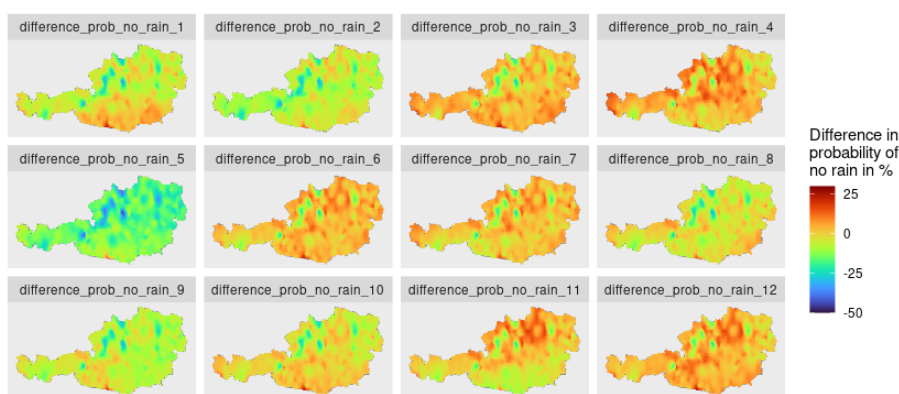 difference_prob_no_rain_1
difference_prob_no_rain_2
difference_prob_no_rain_3
difference_prob_no_rain_4
difference_prob_no_rain_5
difference_prob_no_rain_6
difference_prob_no_rain_7
difference_prob_no_rain_8
difference_prob_no_rain_9
difference_prob_no_rain_10
difference_prob_no_rain_11
difference_prob_no_rain_12
Difference in
probability of
no rain in %
25
0
-25
-50